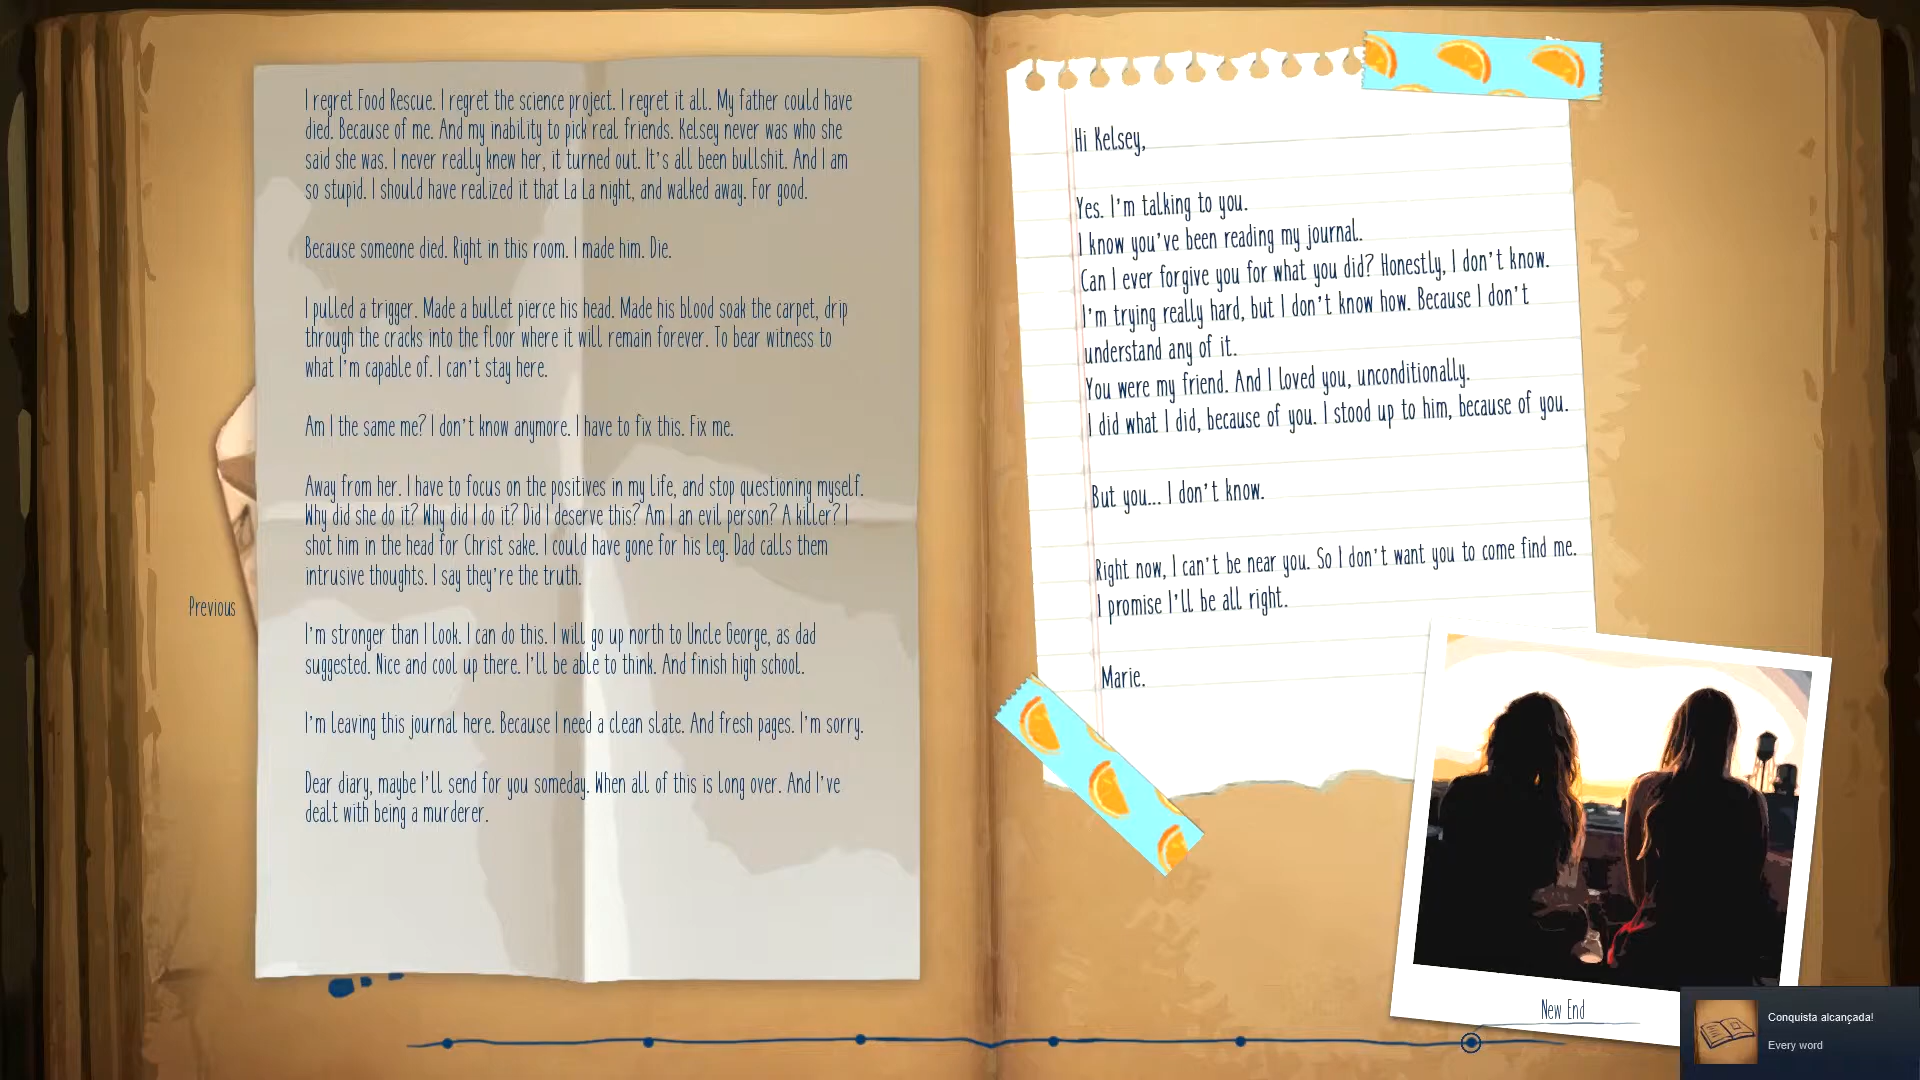 I regret Food Rescue. I regret the science project. I regret it all. My father could have
died. Because of me. And my inability to pick real friends. Kelsey never was who she
said she was. I never really knew her, it turned out. It's all been bullshit. And I am
so stupid. I should have realized it that La La night, and walked away. For good.
Because someone died. Right in this room. I made him. Die.
I pulled a trigger. Made a bullet pierce his head. Made his blood soak the carpet, drip
through the cracks into the floor where it will remain forever. To bear witness to
what I'm capable of. I can't stay here.
Am I the same me? I don't know anymore. I have to fix this. Fix me.
Away from her. I have to focus on the positives in my life, and stop questioning myself.
Why did she do it? Why did I do it? Did I deserve this? Am I an evil person? A killer? I
shot him in the head for Christ sake. I could have gone for his leg. Dad calls them
intrusive thoughts. I say they're the truth.
I'm stronger than I look. I can do this. I will go up north to Uncle George, as dad
suggested. Nice and cool up there. I'll be able to think. And finish high school.
I'm leaving this journal here. Because I need a clean slate. And fresh pages. I'm sorry.
Dear diary, maybe I'll send for you someday. When all of this is long over. And I've
dealt with being a murderer.
Previous
Hi Kelsey,
Yes. I'm talking to you.
I know you've been reading my journal.
Can I ever forgive you for what you did? Honestly, I don't know.
I'm trying really hard, but I don't know how. Because I don't
understand any of it.
You were my friend. And I loved you, unconditionally.
I did what I did, because of you. I stood up to him, because of you.
But you... I don't know.
Right now, I can't be near you. So I don't want you to come find me.
I promise I'll be all right.
Marie.
New End
Conquista alcançada!
Every word